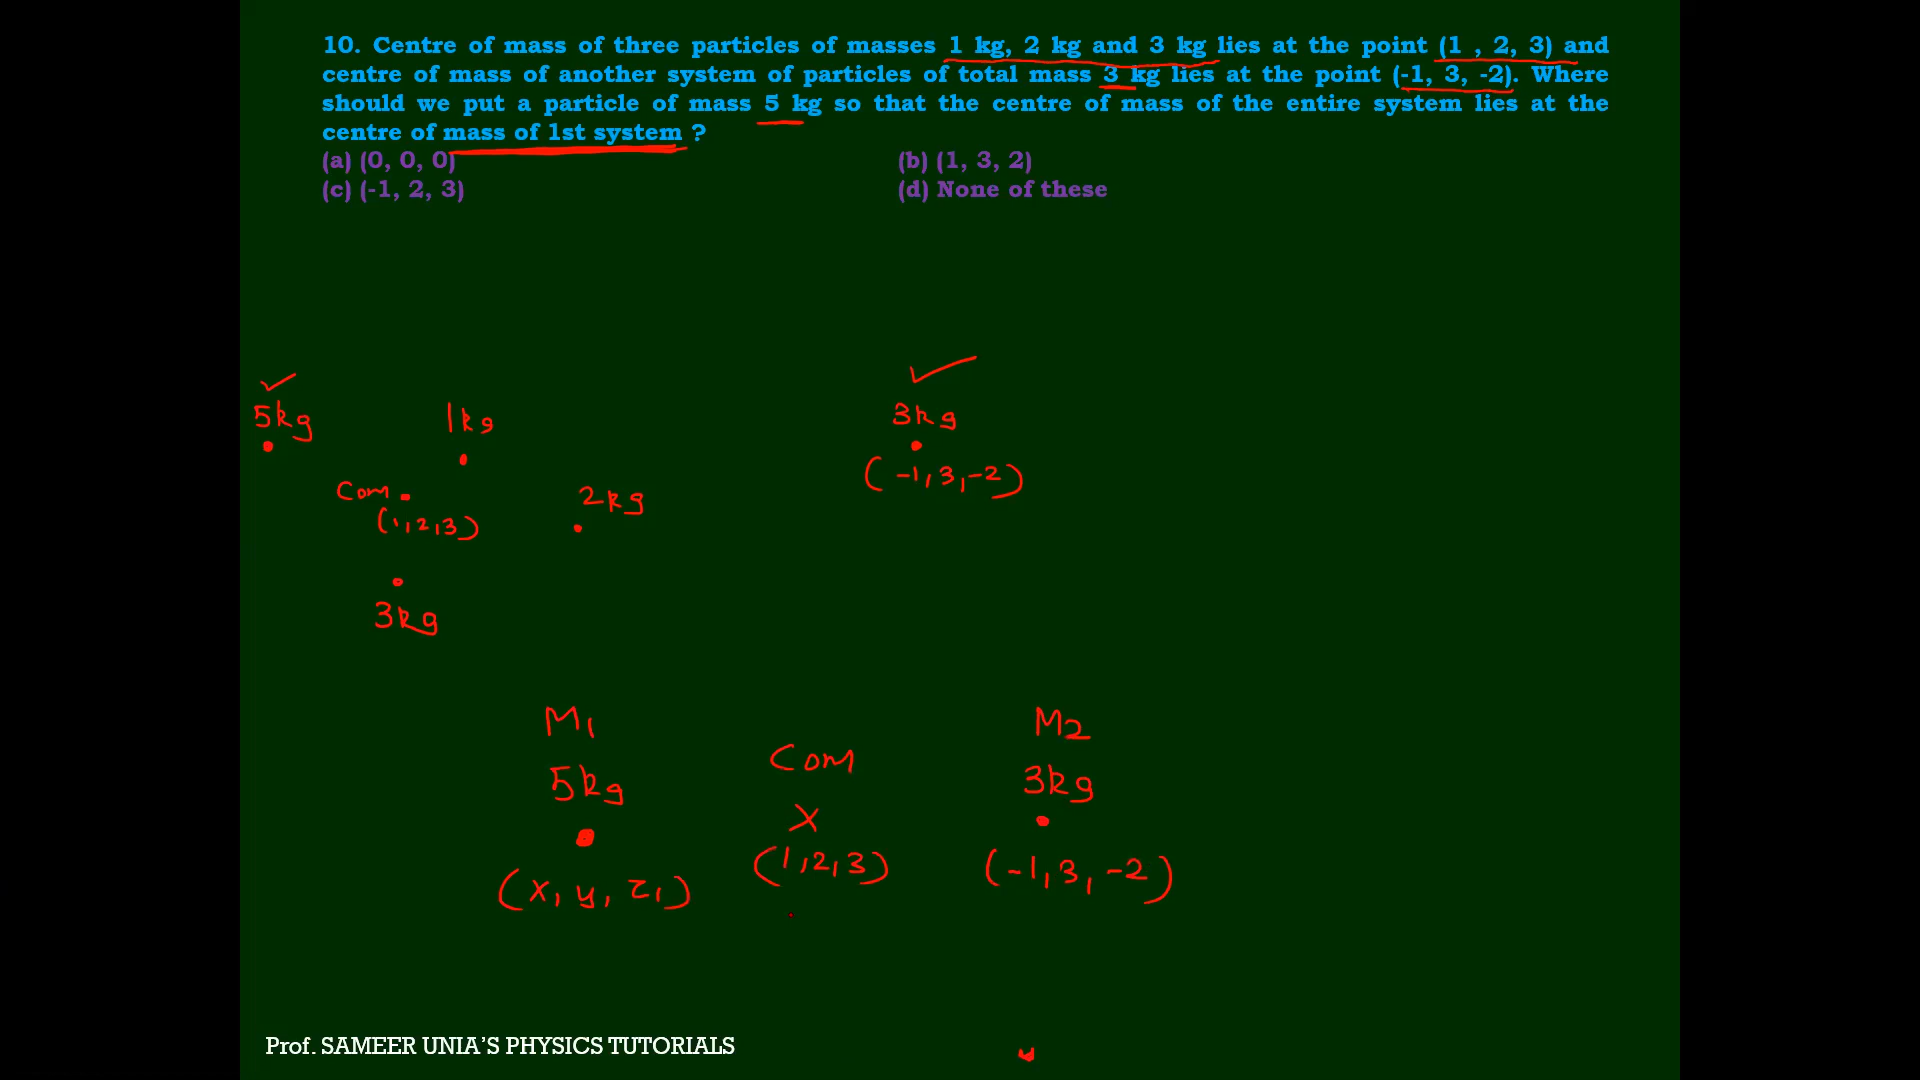 10. Centre of mass of three particles of masses 1 kg, 2 kg and 3 kg lies at the point (1 , 2, 3) and
centre of mass of another system of particles of total mass 3 kg lies at the point (-1, 3, -2). Where
should we put a particle of mass 5 kg so that the centre of mass of the entire system lies at the
centre of mass of 1st system ?
(a) (0, 0, 0) (b) (1, 3, 2)
(c) (-1, 2, 3) (d) None of these
5kg
1kg
3kg
(-1, 3, -2)
Com
(1, 2, 3)
2kg
3kg
M1
5kg
(x, y, z1)
Com
X
(1, 2, 3)
M2
3kg
(-1, 3, -2)
Prof. SAMEER UNIA'S PHYSICS TUTORIALS